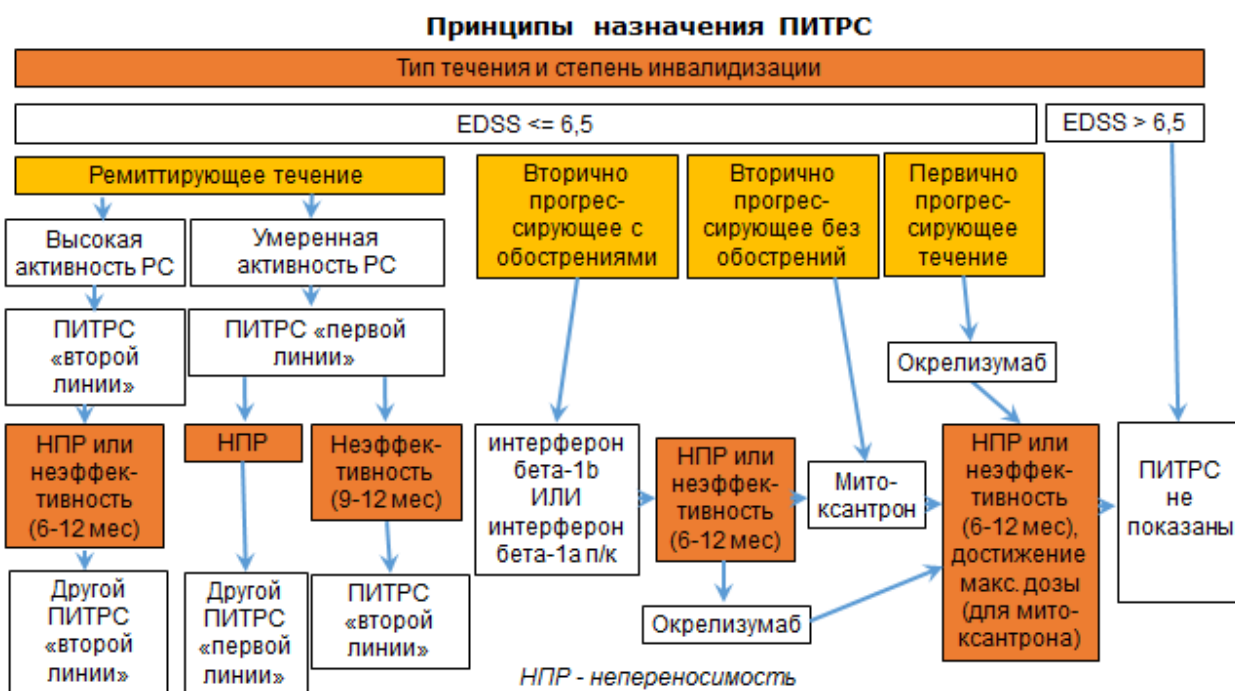 Принципы назначения ПИТРС
Тип течения и степень инвалидизации
EDSS <= 6,5
EDSS > 6,5
Ремиттирующее течение
Вторично
прогрес-
сирующее с
обострениями
Вторично
прогрес-
сирующее без
обострений
Первично
прогрес-
сирующее
течение
Высокая
активность РС
Умеренная
активность РС
ПИТРС
«второй
линии»
ПИТРС «первой
линии»
Окрелизумаб
НПР или
неэффек-
тивность
(6-12 мес)
НПР
Неэффек-
тивность
(9-12 мес)
интерферон
бета-1b
ИЛИ
интерферон
бета-1а п/к
НПР или
неэффек-
тивность
(6-12 мес)
Мито-
ксантрон
НПР или
неэффек-
тивность
(6-12 мес),
достижение
макс. дозы
(для мито-
ксантрона)
ПИТРС
не
показаны
Другой
ПИТРС
«второй
линии»
Другой
ПИТРС
«первой
линии»
ПИТРС
«второй
линии»
Окрелизумаб
НПР - непереносимость